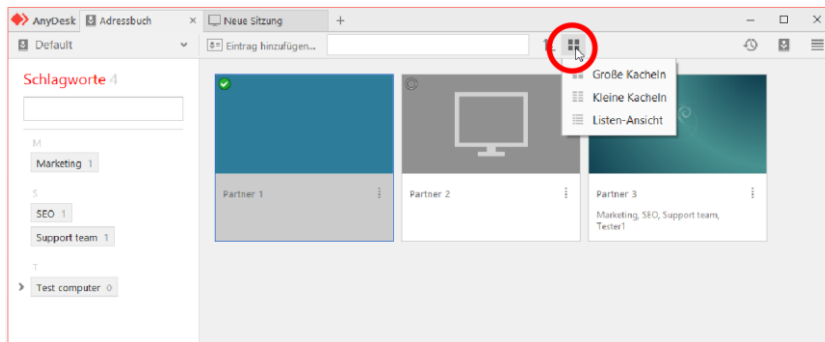 AnyDesk
Adressbuch
Neue Sitzung
Default
Eintrag hinzufügen...
Schlagworte 4
M
Marketing 1
S
SEO 1
Support team 1
T
Test computer 0
Große Kacheln
Kleine Kacheln
Listen-Ansicht
Partner 1
Partner 2
Partner 3
Marketing, SEO, Support team,
Tester1